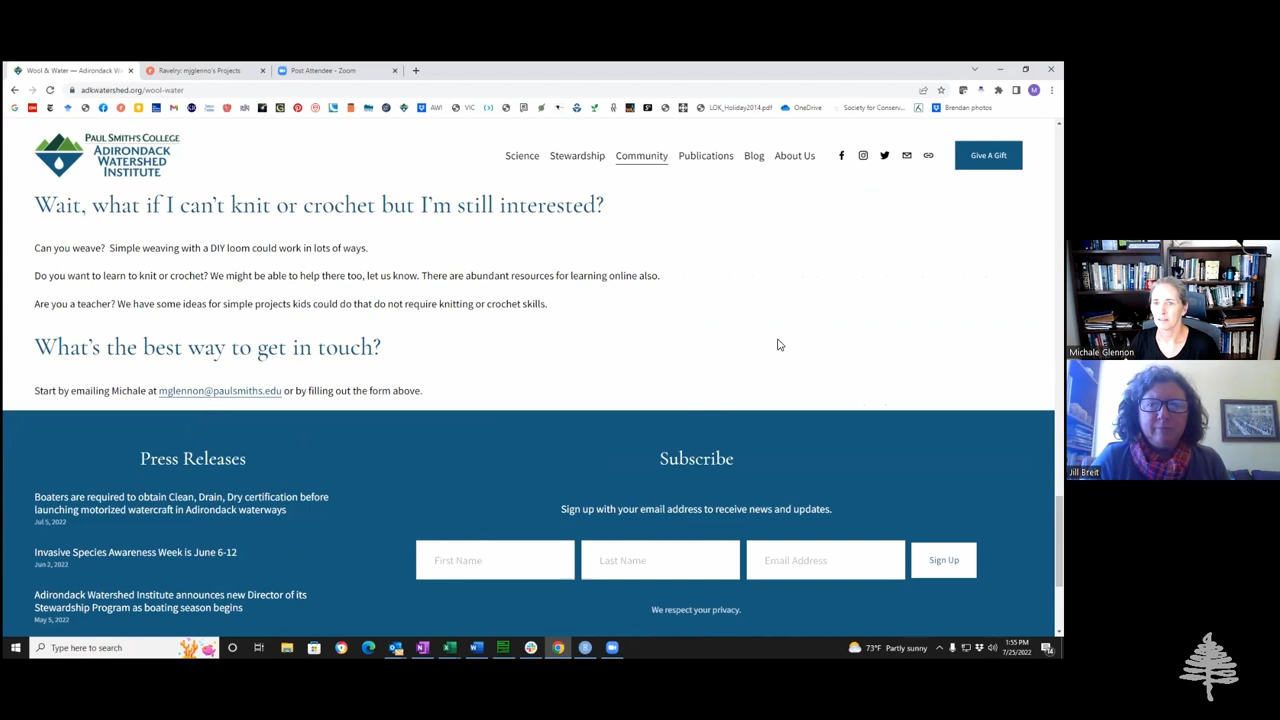 Wool & Water — Adirondack Wa
Ravelry: mjglenno's Projects
Post Attendee - Zoom
adkwatershed.org/wool-water
AWI
VIC
LOK_Holiday2014.pdf
OneDrive
Society for Conserv...
Brendan photos
PAUL SMITH'S COLLEGE
ADIRONDACK
WATERSHED
INSTITUTE
Science
Stewardship
Community
Publications
Blog
About Us
Give A Gift
Wait, what if I can't knit or crochet but I'm still interested?
Can you weave? Simple weaving with a DIY loom could work in lots of ways.
Do you want to learn to knit or crochet? We might be able to help there too, let us know. There are abundant resources for learning online also.
Are you a teacher? We have some ideas for simple projects kids could do that do not require knitting or crochet skills.
What's the best way to get in touch?
Start by emailing Michale at mglennon@paulsmiths.edu or by filling out the form above.
Press Releases
Boaters are required to obtain Clean, Drain, Dry certification before
launching motorized watercraft in Adirondack waterways
Jul 5, 2022
Invasive Species Awareness Week is June 6-12
Jun 2, 2022
Adirondack Watershed Institute announces new Director of its
Stewardship Program as boating season begins
May 5, 2022
Subscribe
Sign up with your email address to receive news and updates.
First Name
Last Name
Email Address
Sign Up
We respect your privacy.
Michale Glennon
Jill Breit
Type here to search
73°F Partly sunny
1:55 PM
7/25/2022